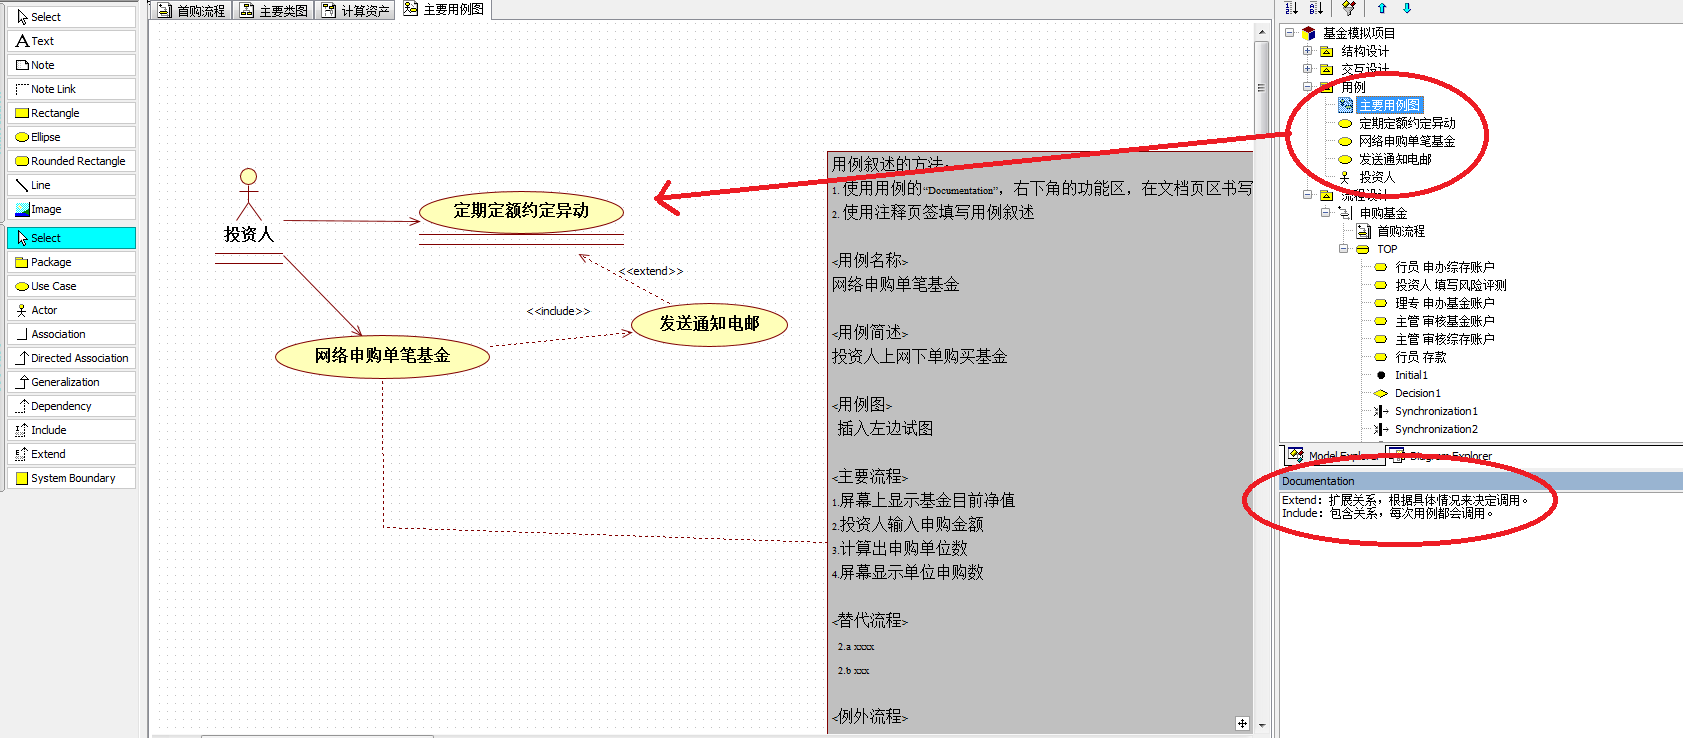 Select
Text
Note
Note Link
Rectangle
Ellipse
Rounded Rectangle
Line
Image
Select
Package
Use Case
Actor
Association
Directed Association
Generalization
Dependency
Include
Extend
System Boundary
首购流程
主要类图
计算资产
主要用例图
投资人
定期定额约定异动
<<extend>>
<<include>>
发送通知电邮
网络申购单笔基金
用例叙述的方法:
1. 使用用例的“Documentation”，右下角的功能区，在文档页区书写
2. 使用注释页签填写用例叙述
<用例名称>
网络申购单笔基金
<用例简述>
投资人上网下单购买基金
<用例图>
插入左边试图
<主要流程>
1.屏幕上显示基金目前净值
2.投资人输入申购金额
3.计算出申购单位数
4.屏幕显示单位申购数
<替代流程>
2.a xxxx
2.b xxx
<例外流程>
基金模拟项目
结构设计
交互设计
用例
主要用例图
定期定额约定异动
网络申购单笔基金
发送通知电邮
投资人
流程设计
申购基金
首购流程
TOP
行员 申办综存账户
投资人 填写风险评测
理专 申办基金账户
主管 审核基金账户
主管 审核综存账户
行员 存款
Initial1
Decision1
Synchronization1
Synchronization2
Model Explorer
Diagram Explorer
Documentation
Extend：扩展关系，根据具体情况来决定调用。
Include：包含关系，每次用例都会调用。